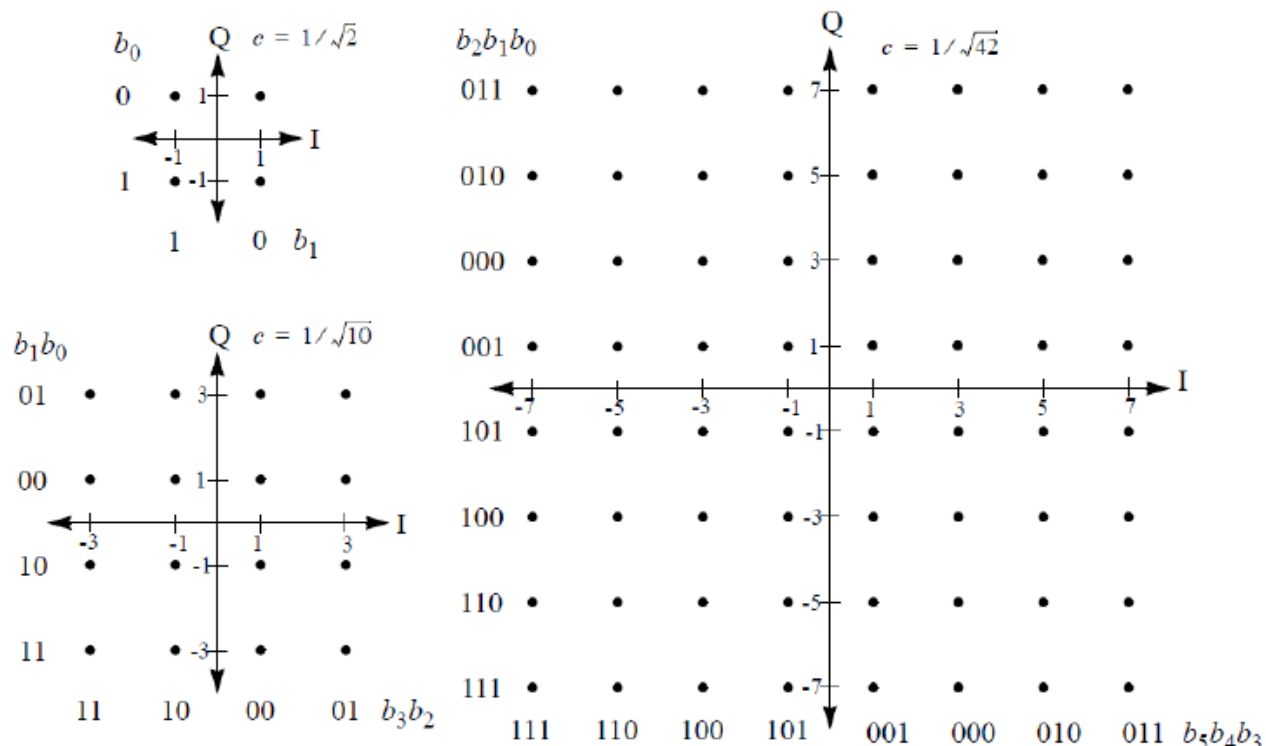 b₀ Q c = 1/√2
0 1
I
-1 1
1 -1
1 0 b₁
b₁b₀ Q c = 1/√10
01 3
00 1
I
-3 -1 1 3
10 -1
11 -3
11 10 00 01 b₃b₂
b₂b₁b₀ Q c = 1/√42
011 7
010 5
000 3
001 1
I
-7 -5 -3 -1 1 3 5 7
101 -1
100 -3
110 -5
111 -7
111 110 100 101 001 000 010 011 b₅b₄b₃